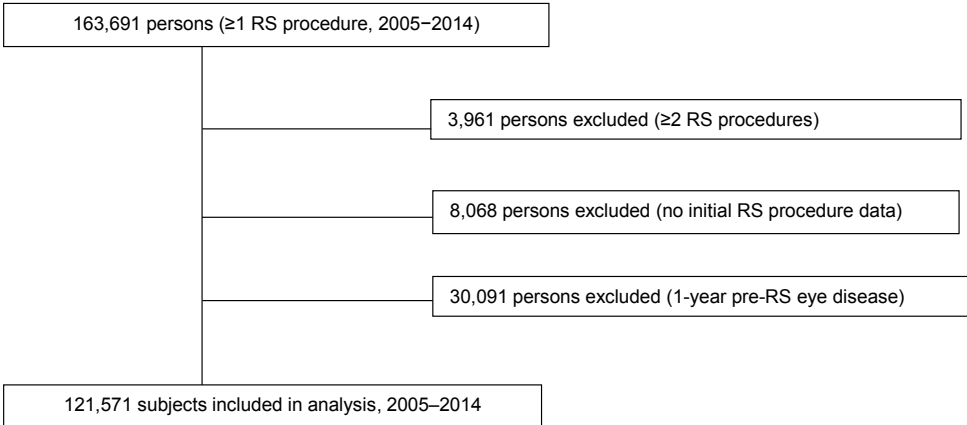 163,691 persons (≥1 RS procedure, 2005−2014)
3,961 persons excluded (≥2 RS procedures)
8,068 persons excluded (no initial RS procedure data)
30,091 persons excluded (1-year pre-RS eye disease)
121,571 subjects included in analysis, 2005–2014